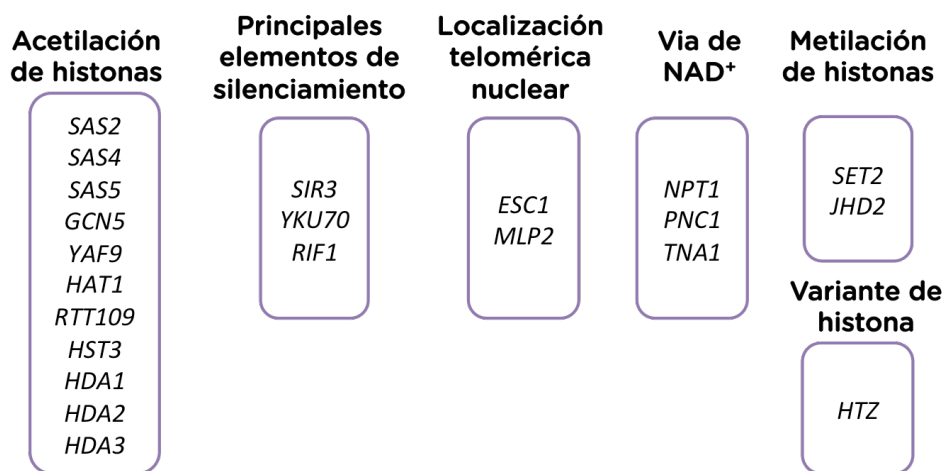 Acetilación
de histonas
SAS2
SAS4
SAS5
GCN5
YAF9
HAT1
RTT109
HST3
HDA1
HDA2
HDA3
Principales
elementos de
silenciamiento
SIR3
YKU70
RIF1
Localización
telomérica
nuclear
ESC1
MLP2
Via de
NAD⁺
NPT1
PNC1
TNA1
Metilación
de histonas
SET2
JHD2
Variante de
histona
HTZ